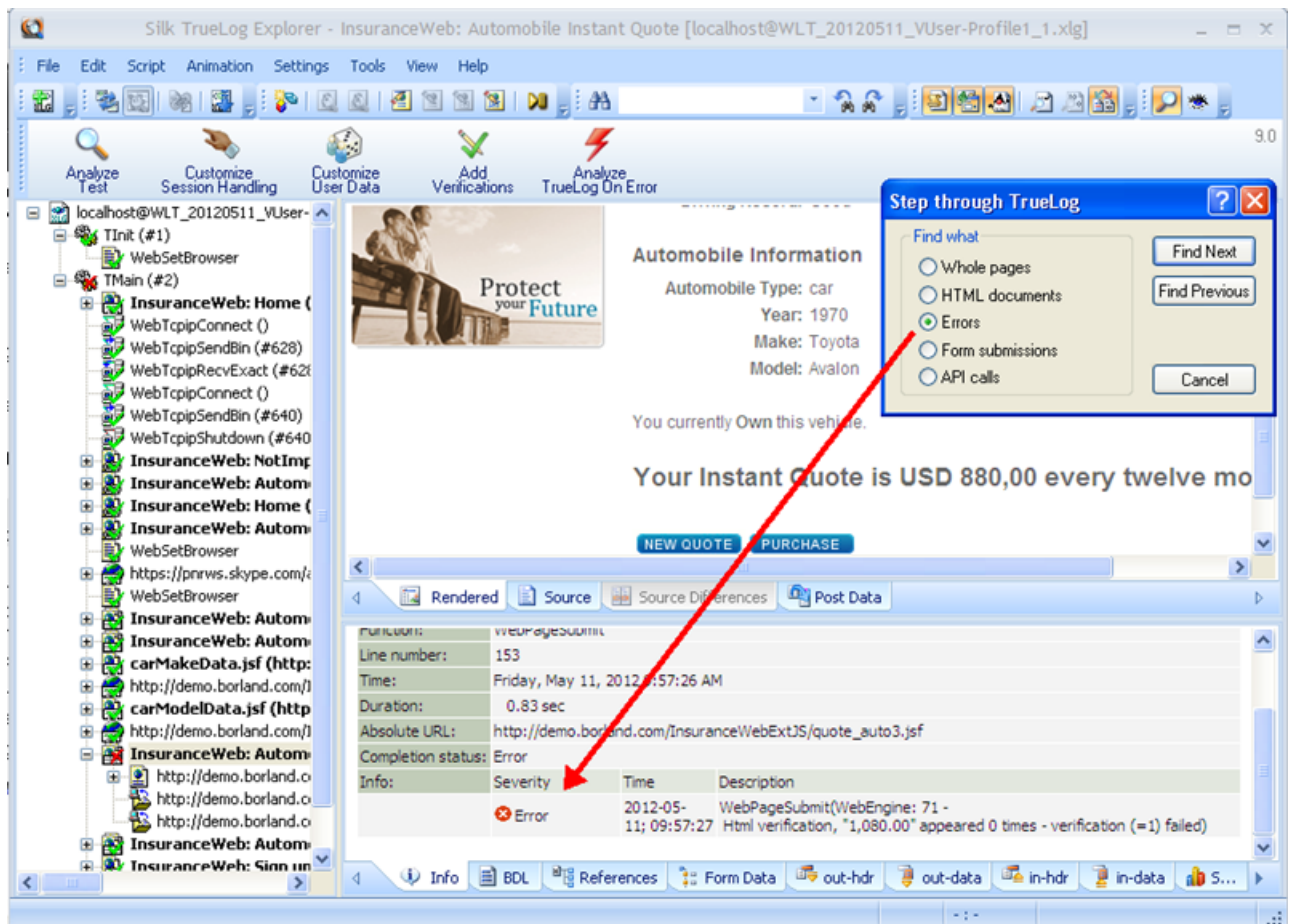 Silk TrueLog Explorer - InsuranceWeb: Automobile Instant Quote [localhost@WLT_20120511_VUser-Profile1_1.xlg]
File Edit Script Animation Settings Tools View Help
9.0
Analyze Test
Customize Session Handling
Customize User Data
Add Verifications
Analyze TrueLog On Error
localhost@WLT_20120511_VUser-
TInit (#1)
WebSetBrowser
TMain (#2)
InsuranceWeb: Home (
WebTcpipConnect ()
WebTcpipSendBin (#628)
WebTcpipRecvExact (#628
WebTcpipConnect ()
WebTcpipSendBin (#640)
WebTcpipShutdown (#640
InsuranceWeb: NotImp
InsuranceWeb: Autom
InsuranceWeb: Home (
InsuranceWeb: Autom
WebSetBrowser
https://pnrws.skype.com/a
WebSetBrowser
InsuranceWeb: Autom
InsuranceWeb: Autom
carMakeData.jsf (http:
http://demo.borland.com/I
carModelData.jsf (http
http://demo.borland.com/I
InsuranceWeb: Autom
http://demo.borland.co
http://demo.borland.co
http://demo.borland.co
InsuranceWeb: Autom
InsuranceWeb: Sign up
Protect
your Future
Automobile Information
Automobile Type: car
Year: 1970
Make: Toyota
Model: Avalon
You currently Own this vehicle.
Your Instant Quote is USD 880,00 every twelve mo
NEW QUOTE PURCHASE
Step through TrueLog
Find what
Whole pages
HTML documents
Errors
Form submissions
API calls
Find Next
Find Previous
Cancel
Rendered Source Source Differences Post Data
Function: WebPageSubmit
Line number: 153
Time: Friday, May 11, 2012 9:57:26 AM
Duration: 0.83 sec
Absolute URL: http://demo.borland.com/InsuranceWebExtJS/quote_auto3.jsf
Completion status: Error
Info: Severity Time Description
Error 2012-05-11; 09:57:27 WebPageSubmit(WebEngine: 71 -
Html verification, "1,080.00" appeared 0 times - verification (=1) failed)
Info BDL References Form Data out-hdr out-data in-hdr in-data S...
- : -